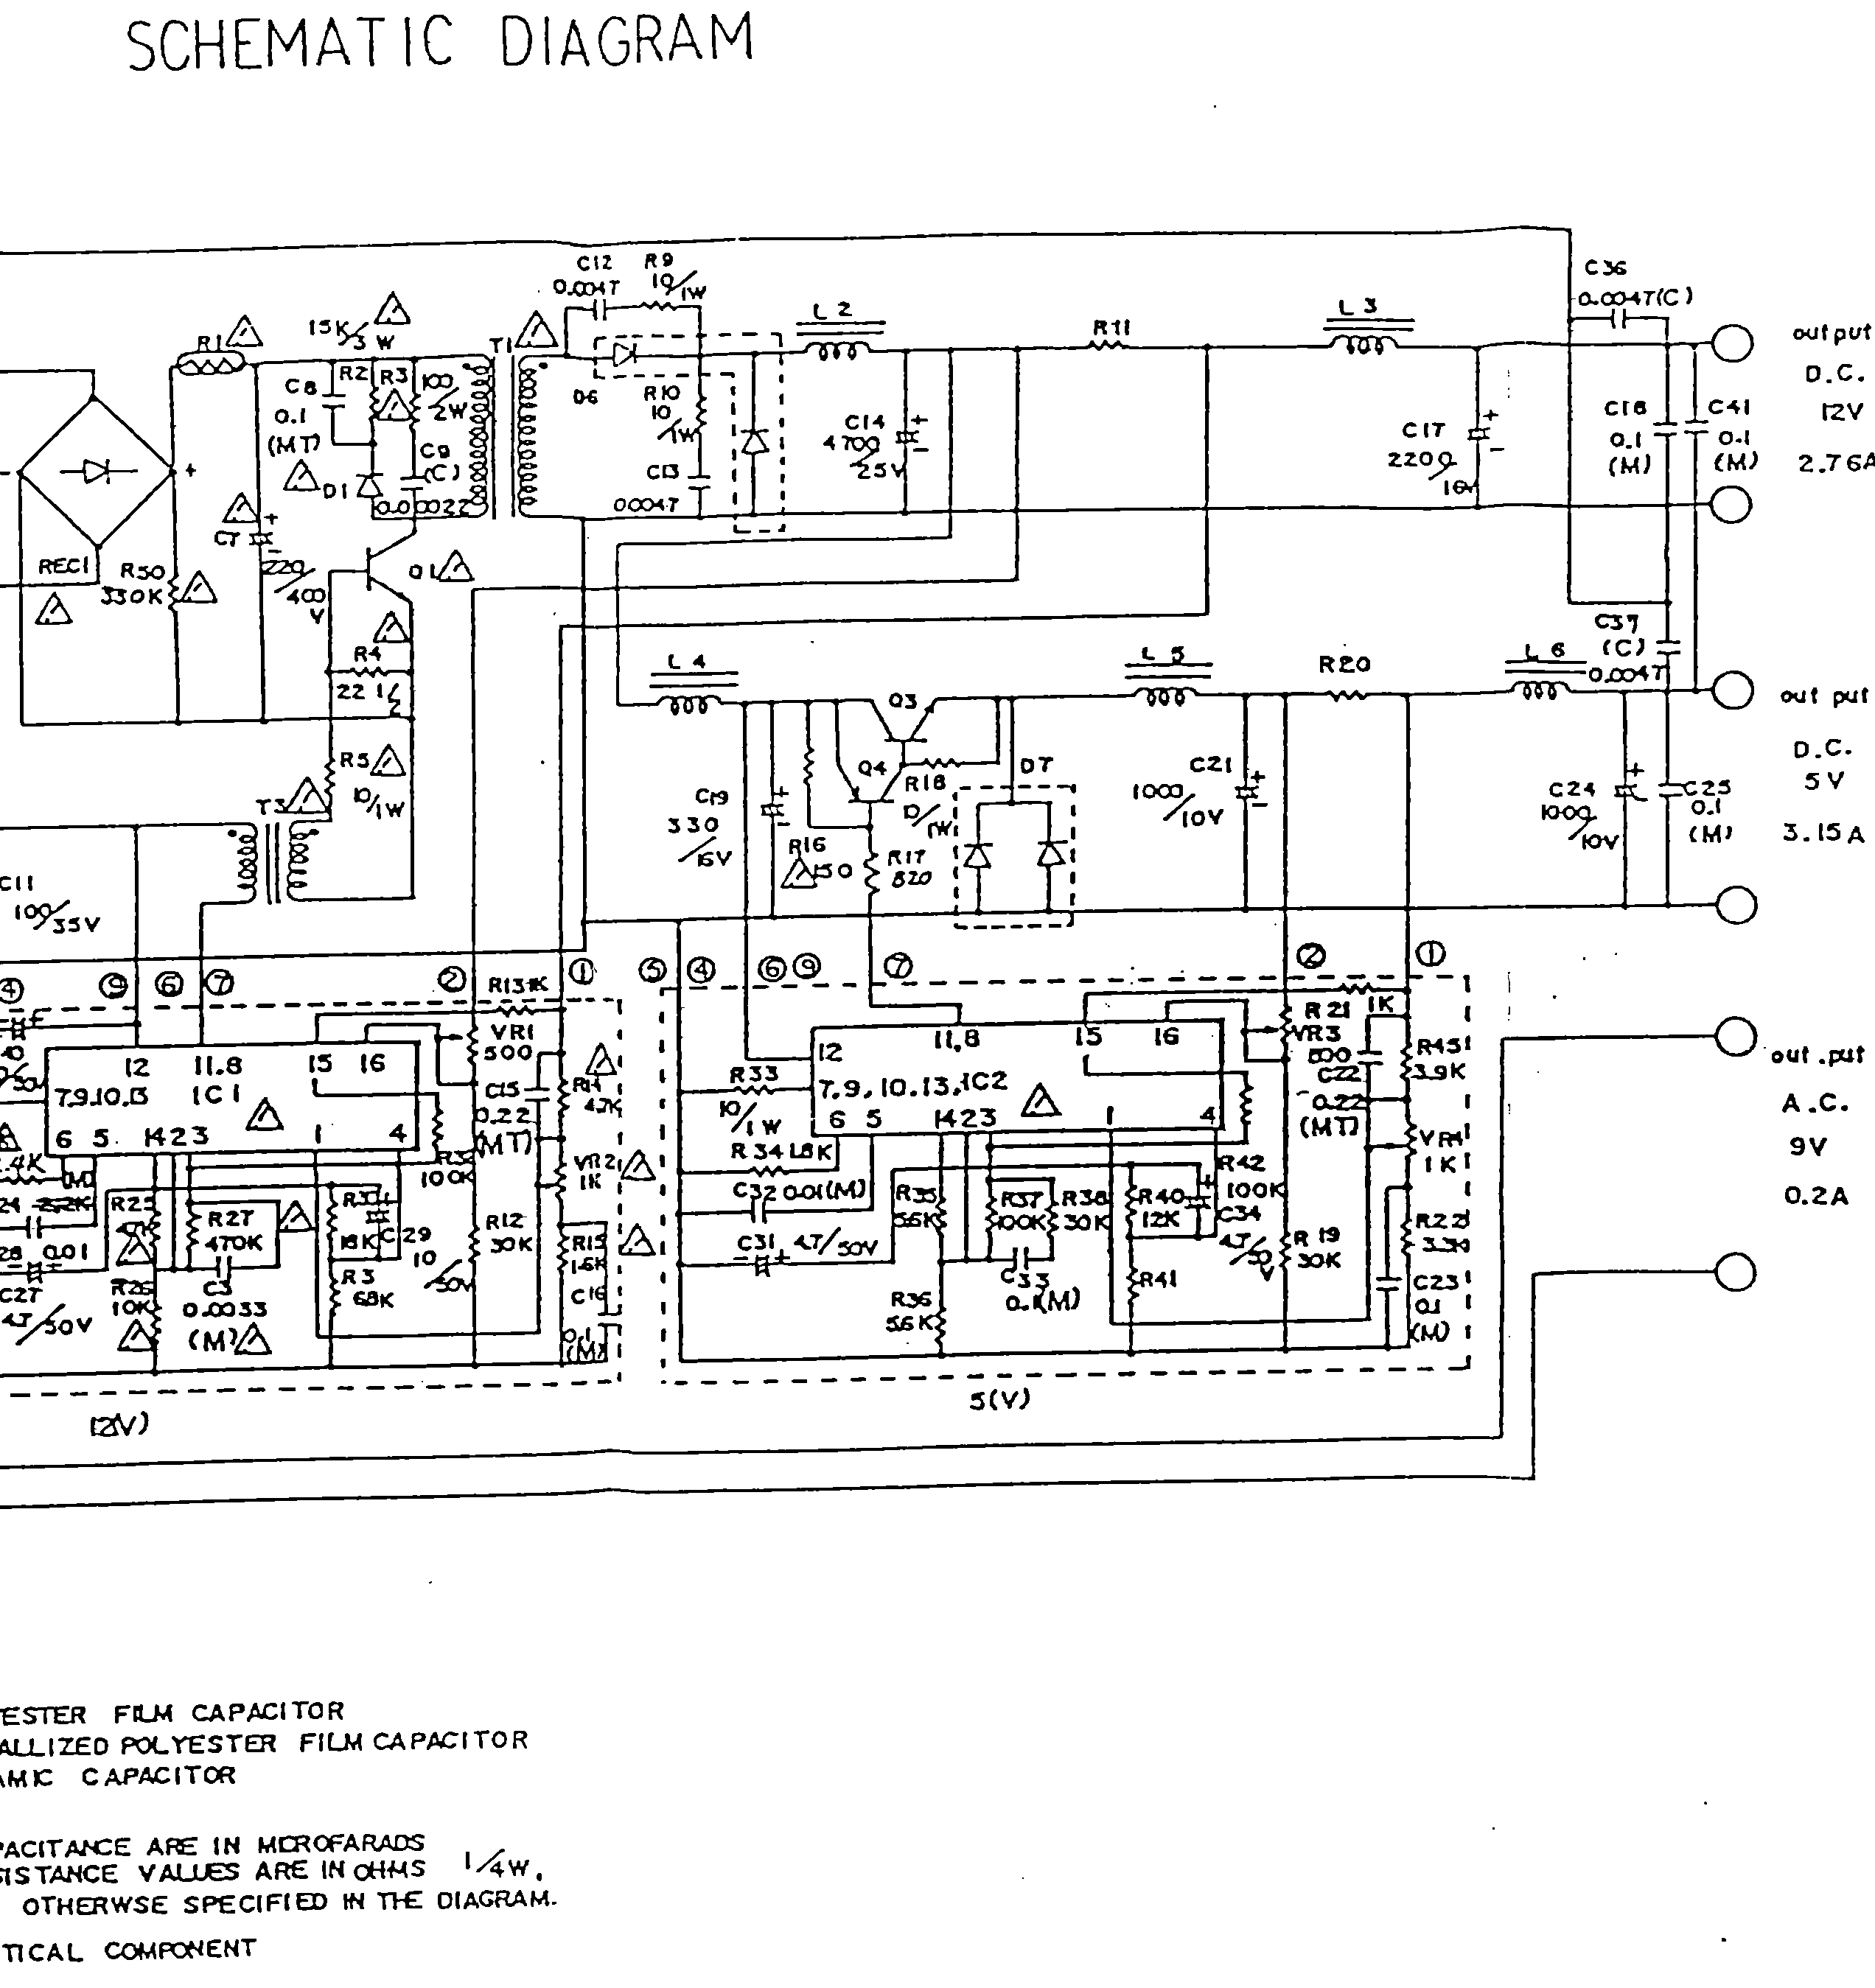 SCHEMATIC DIAGRAM
C12
0.0047
R9
10/1W
C36
0.0047(C)
R1
15K/3W
T1
L2
R11
L3
output
D.C.
12V
2.76A
C8
0.1
(MT)
R2
R3
100/2W
D6
R10
10/1W
C14
4700/25V
C17
2200/16V
C18
0.1
(M)
C41
0.1
(M)
+
D1
C9
(C)
0.0022
C13
0.0047
C7
220/400V
REC1
R50
330K
Q1
R4
22 1/2
L4
Q3
L5
R20
L6
C37
(C)
0.0047
out put
D.C.
5V
3.15A
R5
10/1W
T3
C19
330/16V
Q4
R18
10/1W
D7
C21
1000/10V
C24
1000/10V
C25
0.1
(M)
R16
150
R17
820
C11
100/35V
④ ⑨ ⑥ ⑦ ② ① ⑤ ④ ⑥ ⑨ ⑦ ② ①
R13 1K
VR1
500
12 11.8 15 16
7.9.10.13 IC1
6 5 14 2 3 1 4
C15
0.22
(MT)
R14
4.7K
VR2
1K
100K
R25
R27
470K
18K
C29
10/50V
R12
30K
R15
1.6K
C16
0.1
(M)
0.01
C27
4.7/50V
R26
10K
C3
0.0033
(M)
R3
68K
12(V)
12 11,8 15 16
7.9.10.13. IC2
6 5 14 2 3 1 4
R33
10/1W
R34 1.8K
C32 0.01(M)
C31 4.7/50V
R35
5.6K
R36
5.6K
R37
100K
R38
30K
C33
0.1(M)
R40
12K
R41
R42
100K
C34
4.7/50V
R21 1K
VR3
500
C22
0.22
(MT)
R45
3.9K
VR4
1K
R19
30K
R22
3.3K
C23
0.1
(M)
5(V)
out.put
A.C.
9V
0.2A
ESTER FILM CAPACITOR
ALLIZED POLYESTER FILM CAPACITOR
AMIC CAPACITOR
PACITANCE ARE IN MICROFARADS
SISTANCE VALUES ARE IN OHMS 1/4W,
OTHERWSE SPECIFIED IN THE DIAGRAM.
TICAL COMPONENT